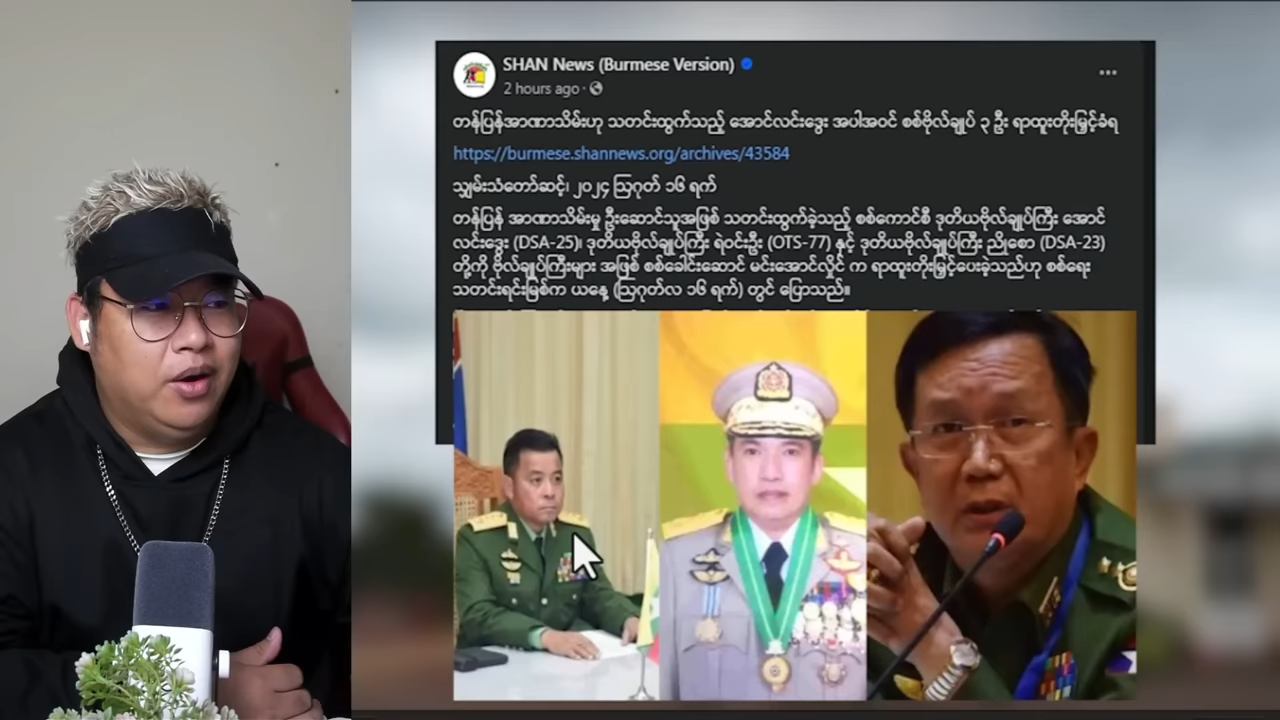 SHAN News (Burmese Version)
2 hours ago ·
တန်ပြန်အာဏာသိမ်းဟု သတင်းထွက်သည့် အောင်လင်းဒွေး အပါအဝင် စစ်ဗိုလ်ချုပ် ၃ ဦး ရာထူးတိုးမြှင့်ခံရ
https://burmese.shannews.org/archives/43584
သျှမ်းသံတော်ဆင့်၊ ၂၀၂၄ ဩဂုတ် ၁၆ ရက်
တန်ပြန် အာဏာသိမ်းမှု ဦးဆောင်သူအဖြစ် သတင်းထွက်ခဲ့သည့် စစ်ကောင်စီ ဒုတိယဗိုလ်ချုပ်ကြီး အောင်
လင်းဒွေး (DSA-25)၊ ဒုတိယဗိုလ်ချုပ်ကြီး ရဲဝင်းဦး (OTS-77) နှင့် ဒုတိယဗိုလ်ချုပ်ကြီး ညိုစော (DSA-23)
တို့ကို ဗိုလ်ချုပ်ကြီးများ အဖြစ် စစ်ခေါင်းဆောင် မင်းအောင်လှိုင် က ရာထူးတိုးမြှင့်ပေးခဲ့သည်ဟု စစ်ရေး
သတင်းရင်းမြစ်က ယနေ့ (ဩဂုတ်လ ၁၆ ရက်) တွင် ပြောသည်။